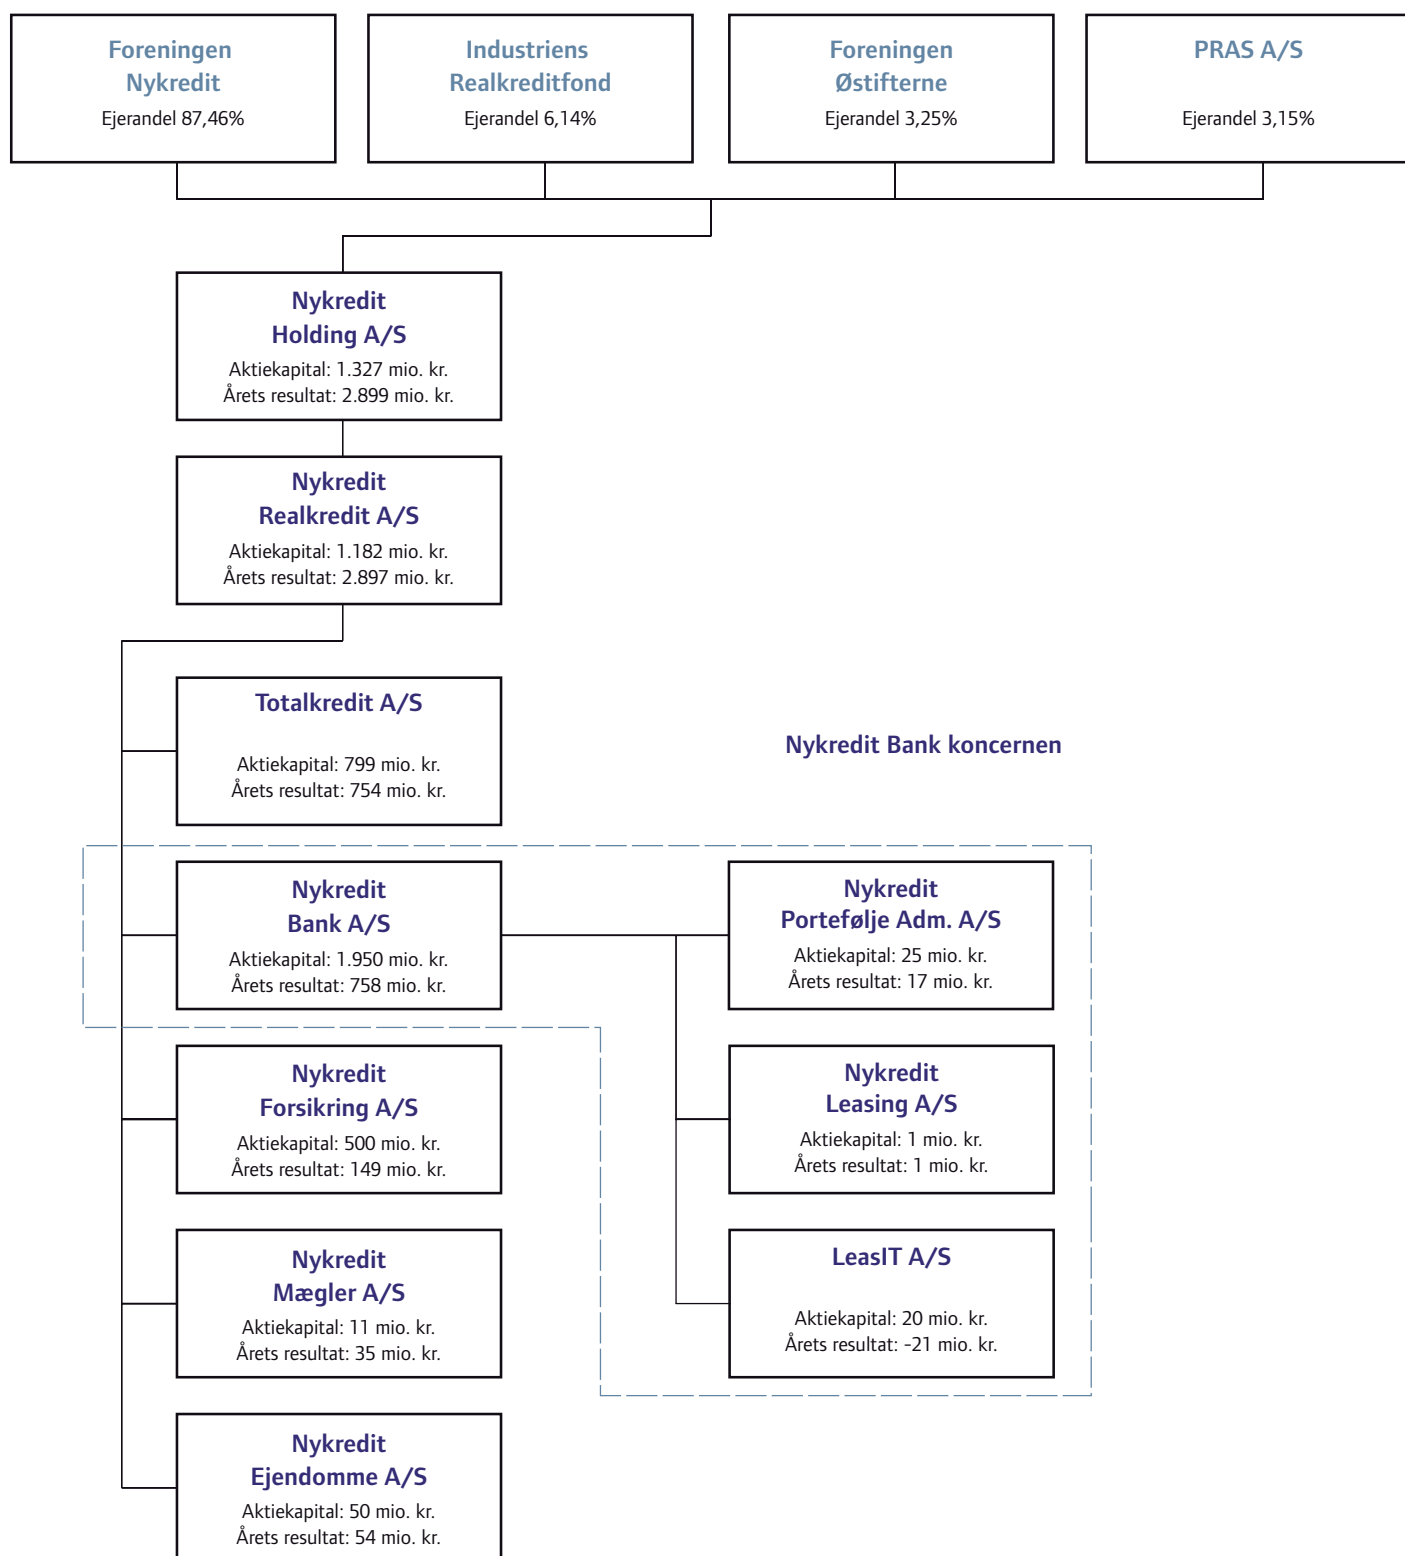 Foreningen
Nykredit
Ejerandel 87,46%
Industriens
Realkreditfond
Ejerandel 6,14%
Foreningen
Østifterne
Ejerandel 3,25%
PRAS A/S
Ejerandel 3,15%
Nykredit
Holding A/S
Aktiekapital: 1.327 mio. kr.
Årets resultat: 2.899 mio. kr.
Nykredit
Realkredit A/S
Aktiekapital: 1.182 mio. kr.
Årets resultat: 2.897 mio. kr.
Totalkredit A/S
Aktiekapital: 799 mio. kr.
Årets resultat: 754 mio. kr.
Nykredit Bank koncernen
Nykredit
Bank A/S
Aktiekapital: 1.950 mio. kr.
Årets resultat: 758 mio. kr.
Nykredit
Portefølje Adm. A/S
Aktiekapital: 25 mio. kr.
Årets resultat: 17 mio. kr.
Nykredit
Forsikring A/S
Aktiekapital: 500 mio. kr.
Årets resultat: 149 mio. kr.
Nykredit
Leasing A/S
Aktiekapital: 1 mio. kr.
Årets resultat: 1 mio. kr.
Nykredit
Mægler A/S
Aktiekapital: 11 mio. kr.
Årets resultat: 35 mio. kr.
LeasIT A/S
Aktiekapital: 20 mio. kr.
Årets resultat: -21 mio. kr.
Nykredit
Ejendomme A/S
Aktiekapital: 50 mio. kr.
Årets resultat: 54 mio. kr.